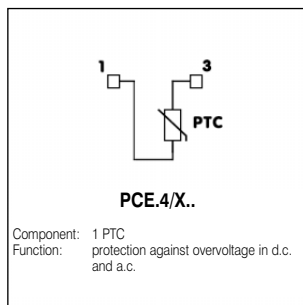 1 3
PTC
PCE.4/X..
Component: 1 PTC
Function: protection against overvoltage in d.c.
and a.c.